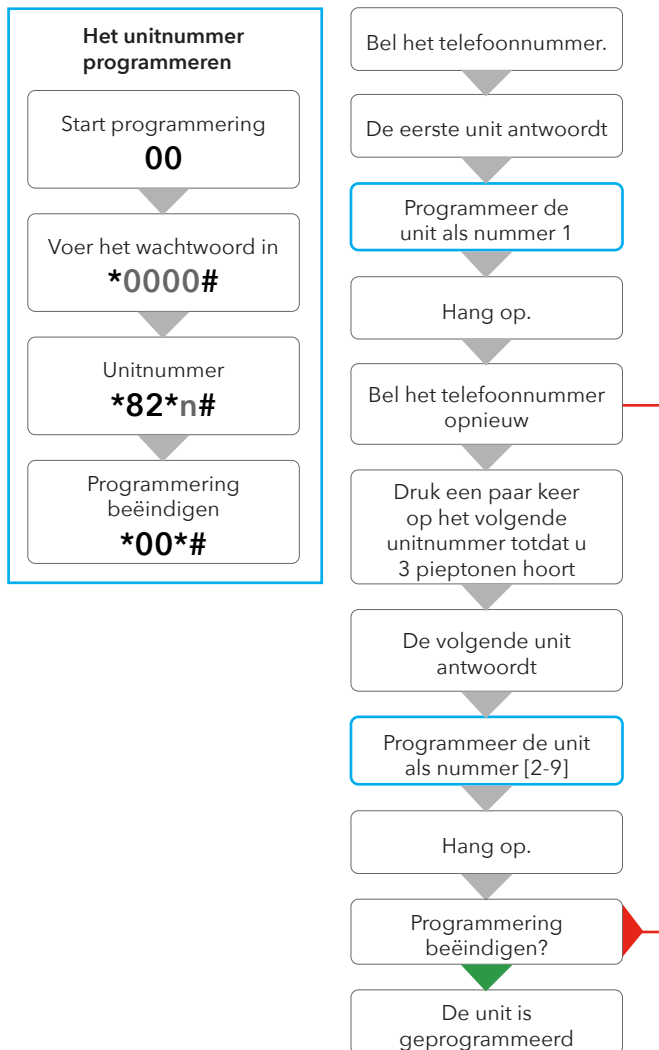 Het unitnummer
programmeren
Start programmering
00
Voer het wachtwoord in
*0000#
Unitnummer
*82*n#
Programmering
beëindigen
*00*#
Bel het telefoonnummer.
De eerste unit antwoordt
Programmeer de
unit als nummer 1
Hang op.
Bel het telefoonnummer
opnieuw
Druk een paar keer
op het volgende
unitnummer totdat u
3 pieptonen hoort
De volgende unit
antwoordt
Programmeer de unit
als nummer [2-9]
Hang op.
Programmering
beëindigen?
De unit is
geprogrammeerd